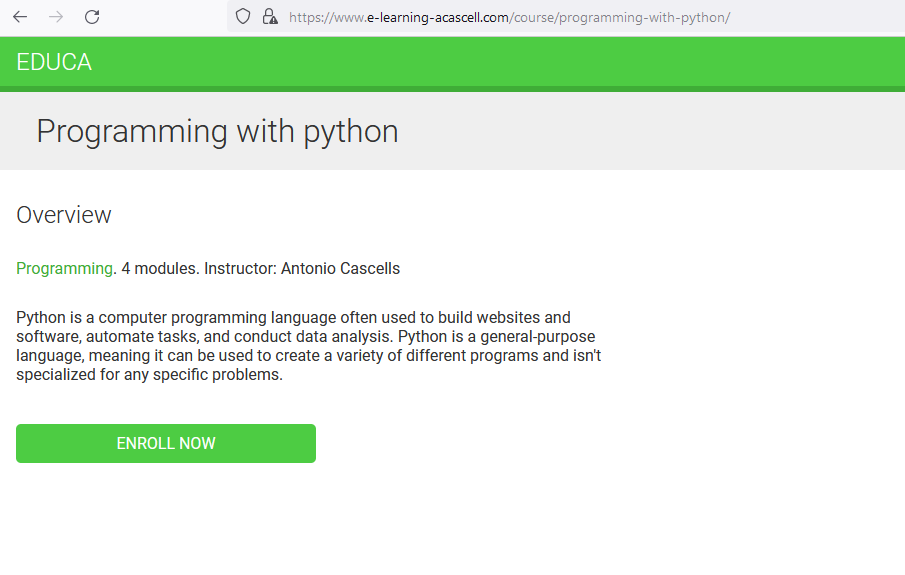 https://www.e-learning-acascell.com/course/programming-with-python/
EDUCA
Programming with python
Overview
Programming. 4 modules. Instructor: Antonio Cascells
Python is a computer programming language often used to build websites and
software, automate tasks, and conduct data analysis. Python is a general-purpose
language, meaning it can be used to create a variety of different programs and isn't
specialized for any specific problems.
ENROLL NOW